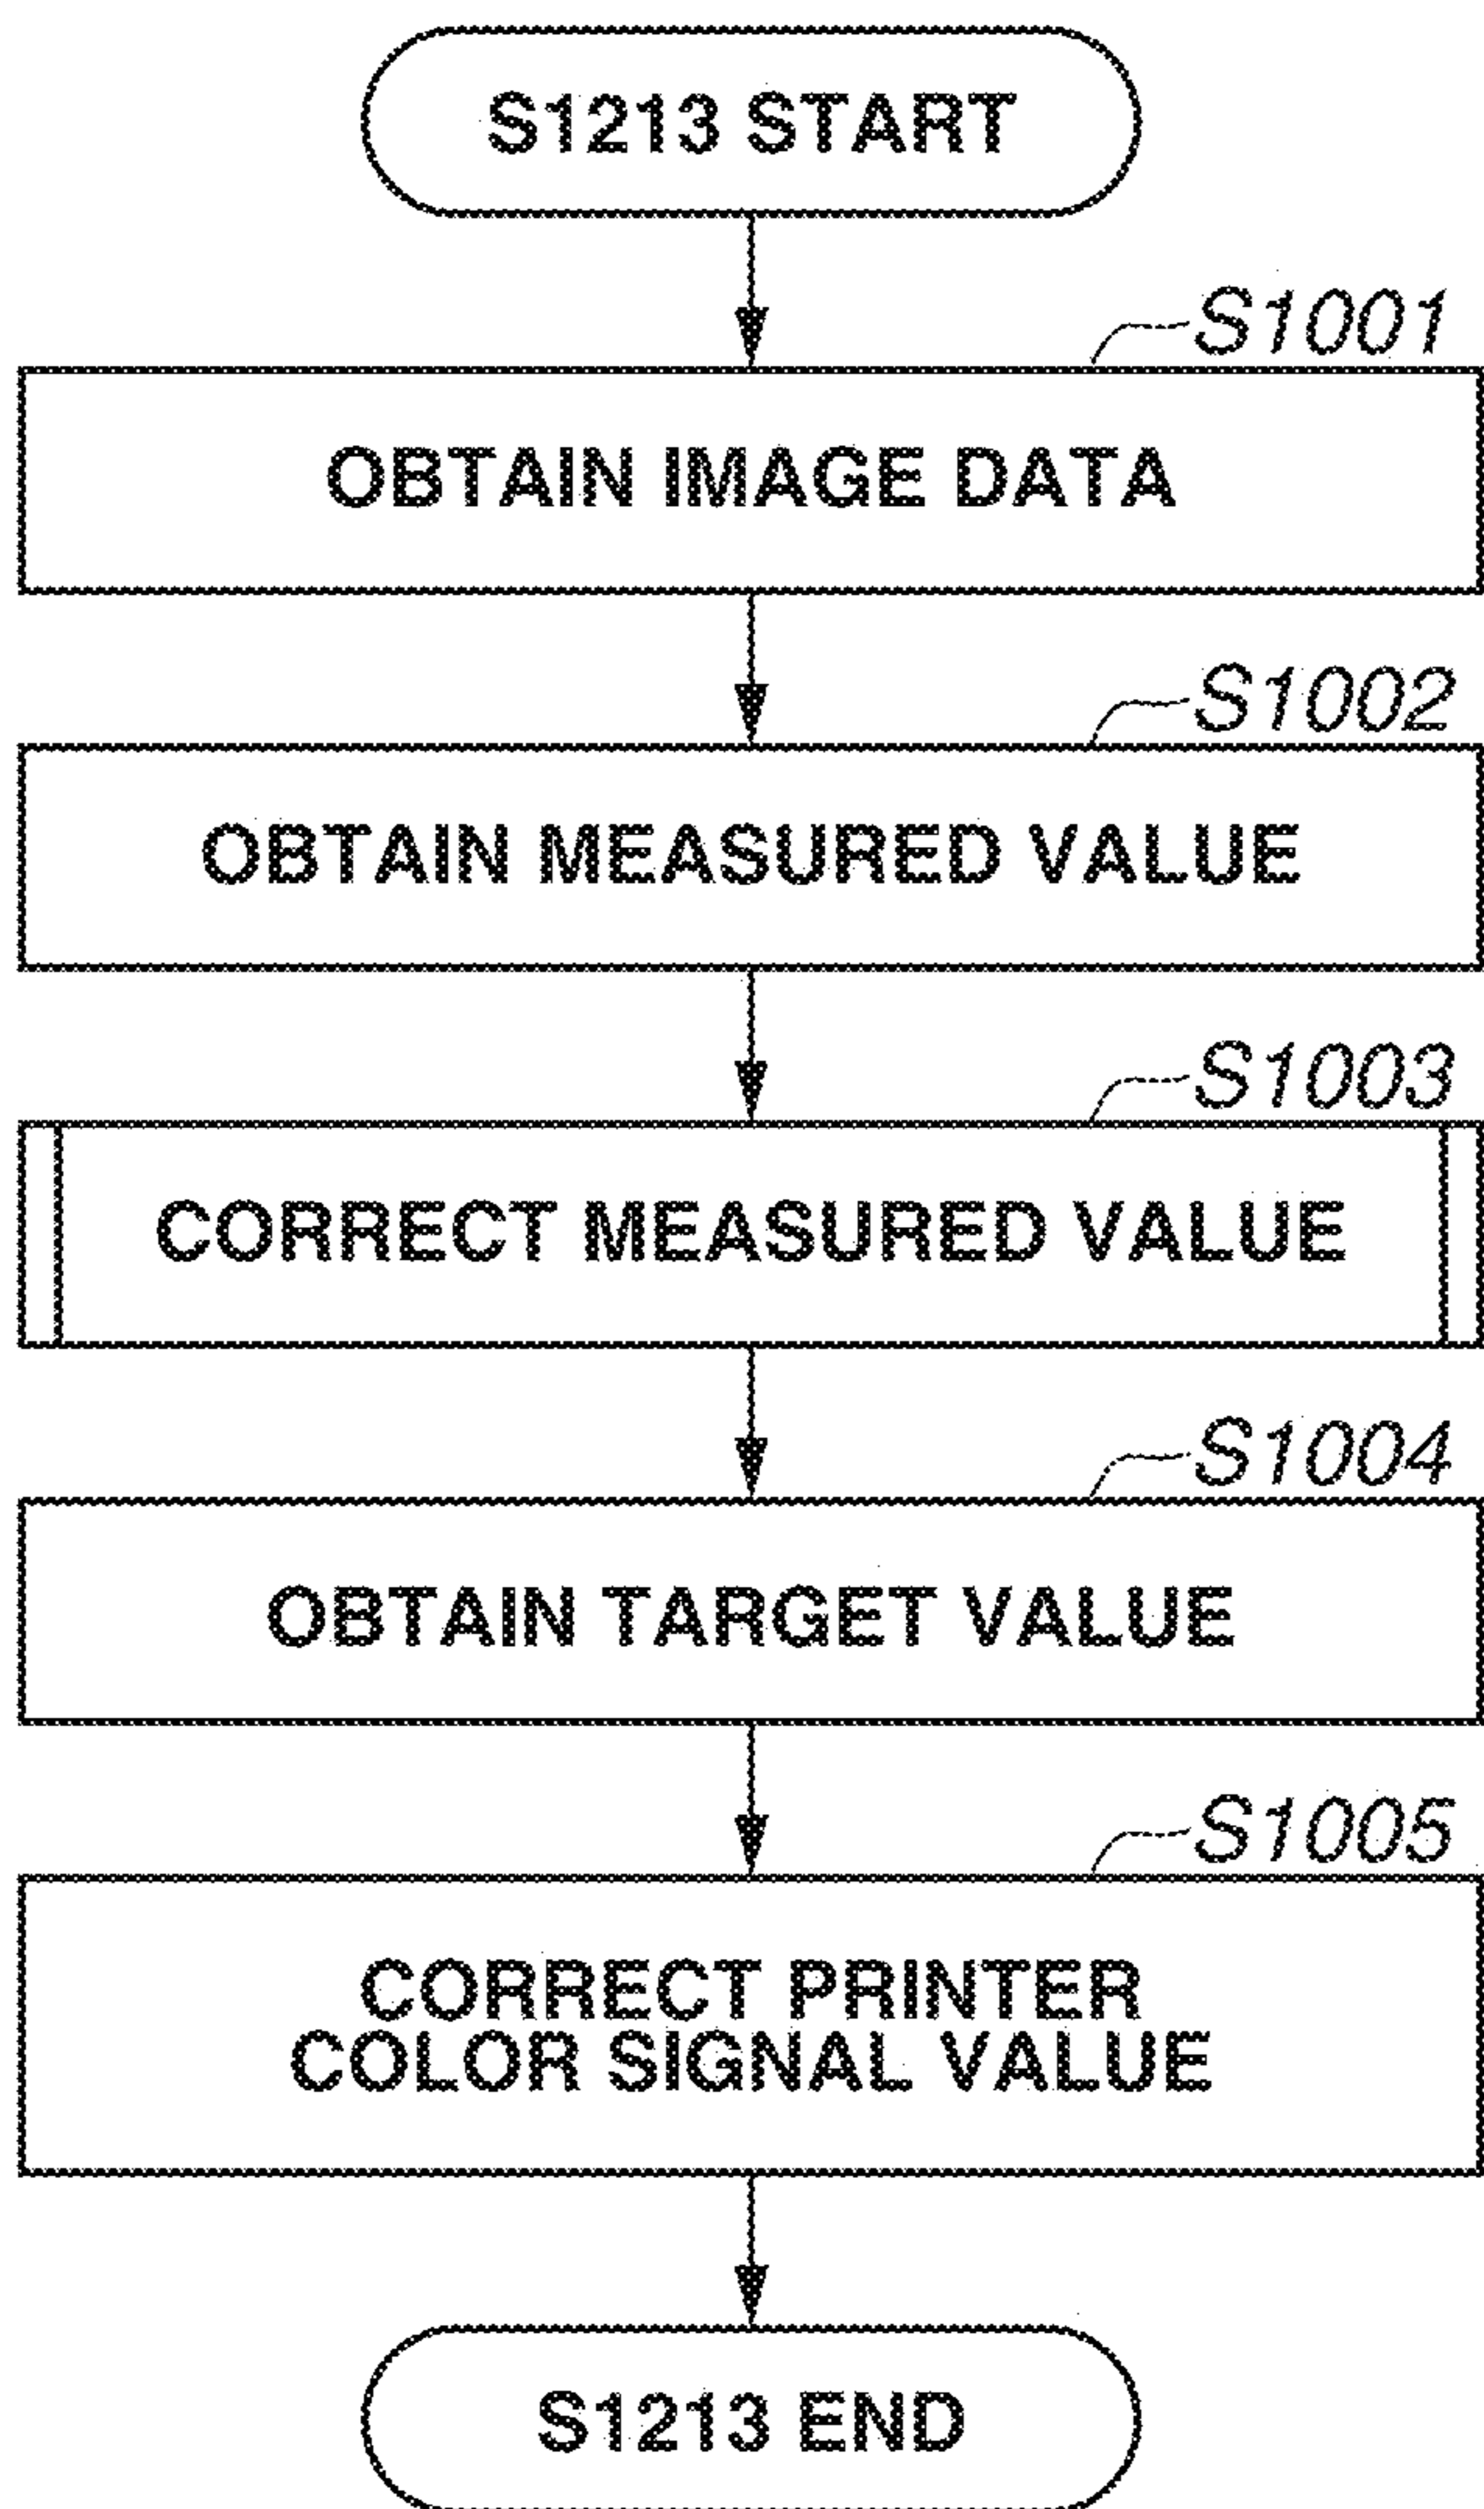 S1213 START
S1001
OBTAIN IMAGE DATA
S1002
OBTAIN MEASURED VALUE
S1003
CORRECT MEASURED VALUE
S1004
OBTAIN TARGET VALUE
S1005
CORRECT PRINTER
COLOR SIGNAL VALUE
S1213 END